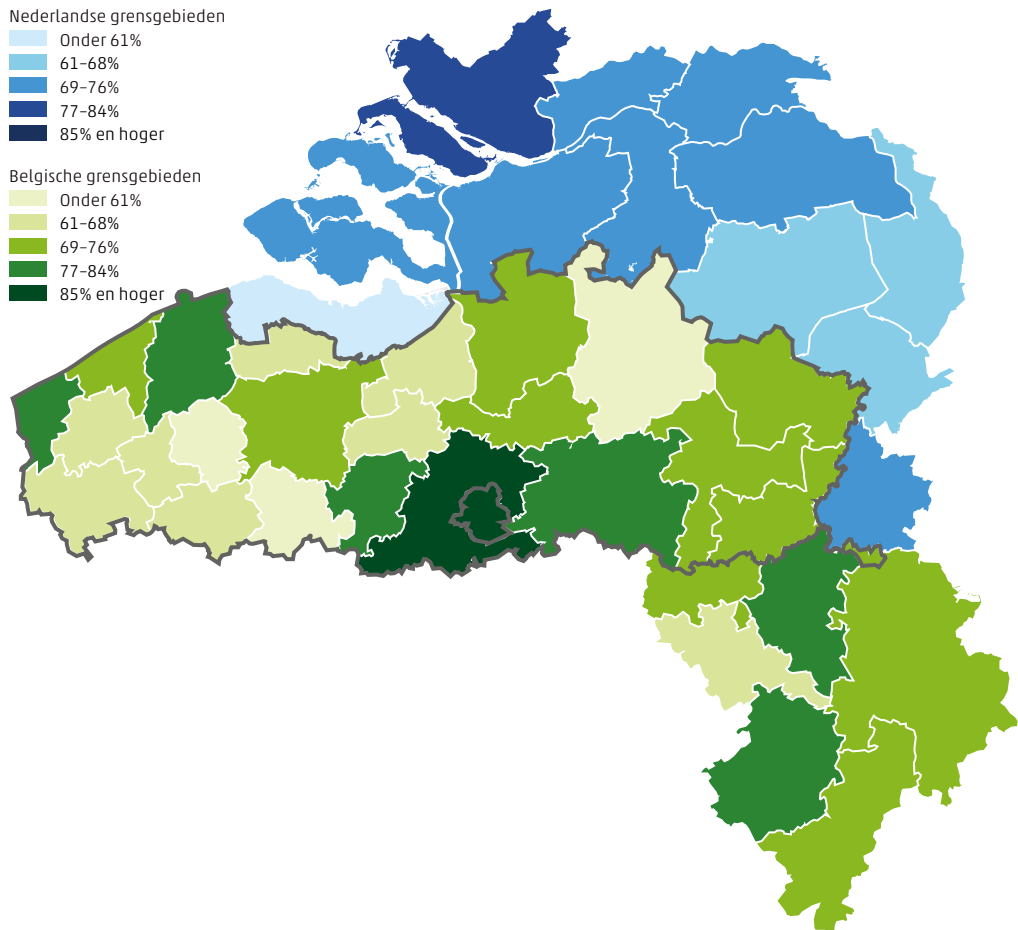 Nederlandse grensgebieden
Onder 61%
61–68%
69–76%
77–84%
85% en hoger
Belgische grensgebieden
Onder 61%
61–68%
69–76%
77–84%
85% en hoger